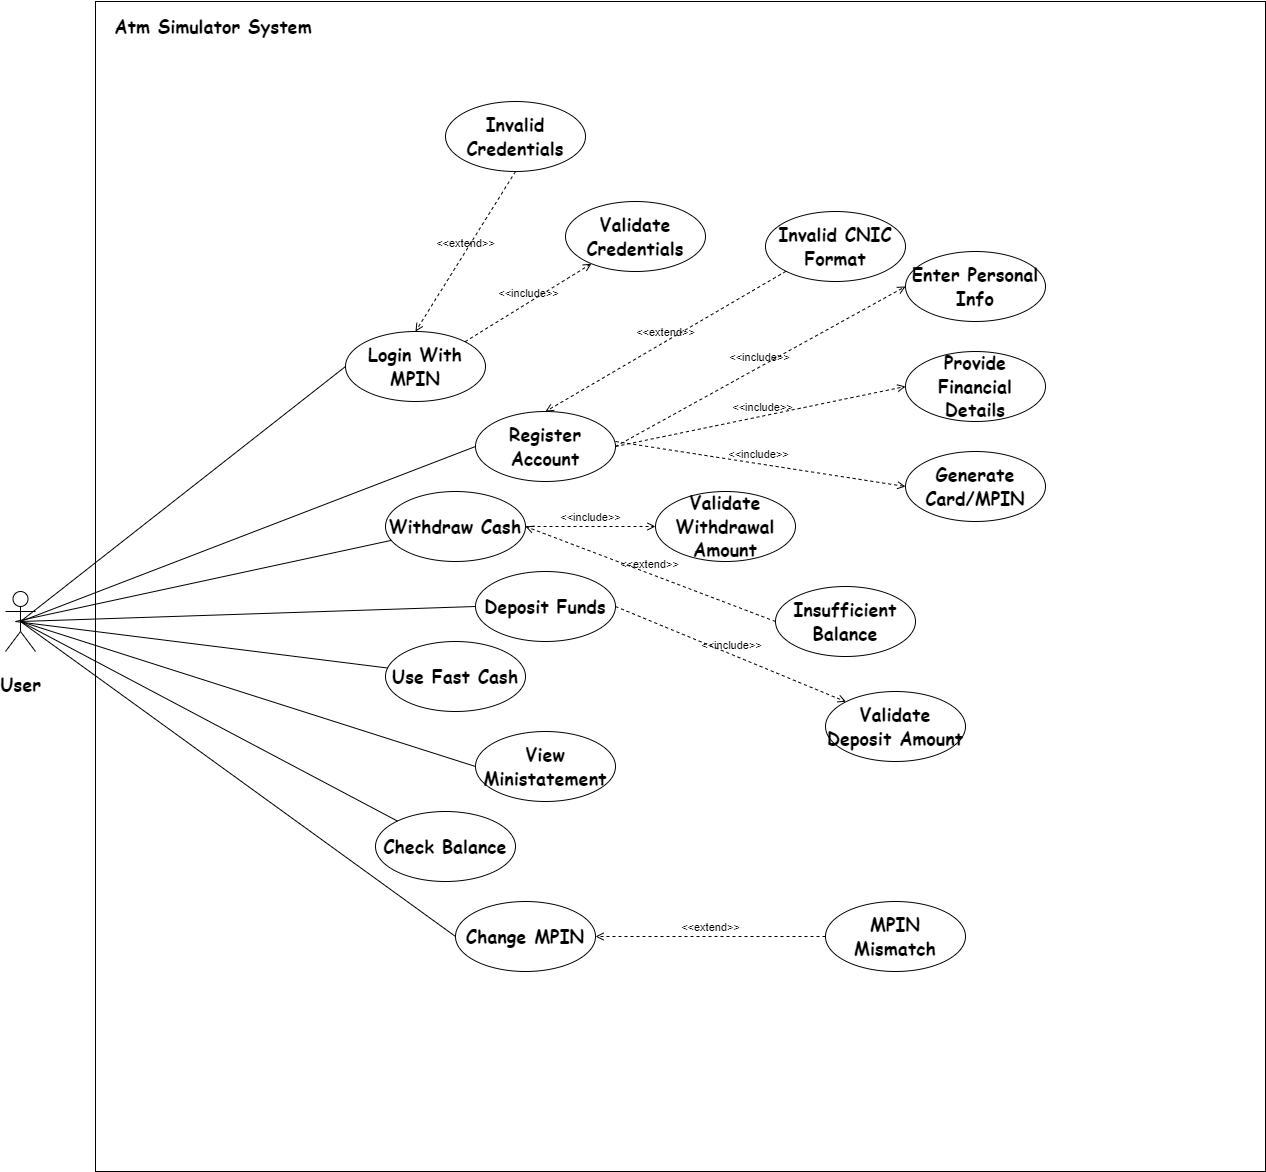 Atm Simulator System
Invalid
Credentials
Validate
Credentials
Invalid CNIC
Format
<<extend>>
Enter Personal
Info
<<include>>
<<extend>>
Login With
MPIN
<<include>>
Provide
Financial
Details
<<include>>
Register
Account
<<include>>
Generate
Card/MPIN
Withdraw Cash
<<include>>
Validate
Withdrawal
Amount
<<extend>>
Deposit Funds
Insufficient
Balance
<<include>>
User
Use Fast Cash
Validate
Deposit Amount
View
Ministatement
Check Balance
Change MPIN
<<extend>>
MPIN
Mismatch